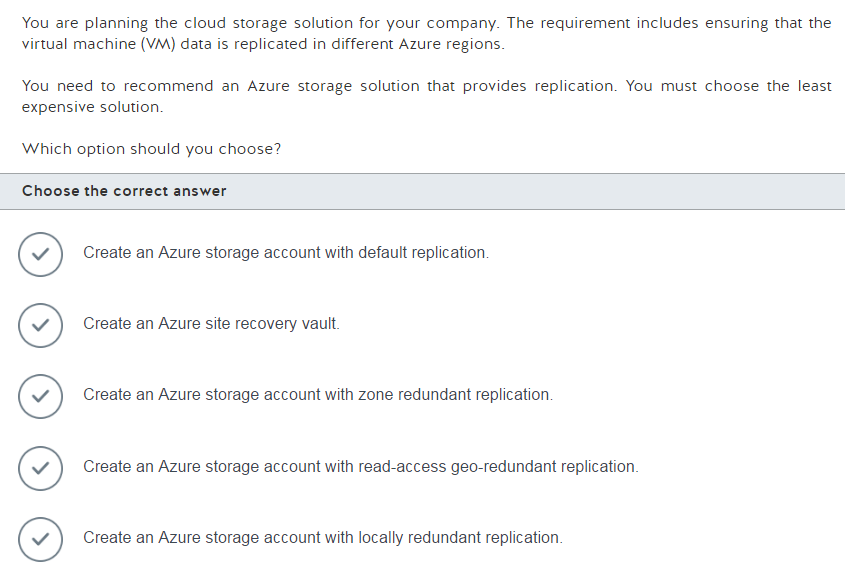 You are planning the cloud storage solution for your company. The requirement includes ensuring that the
virtual machine (VM) data is replicated in different Azure regions.
You need to recommend an Azure storage solution that provides replication. You must choose the least
expensive solution.
Which option should you choose?
Choose the correct answer
Create an Azure storage account with default replication.
Create an Azure site recovery vault.
Create an Azure storage account with zone redundant replication.
Create an Azure storage account with read-access geo-redundant replication.
Create an Azure storage account with locally redundant replication.